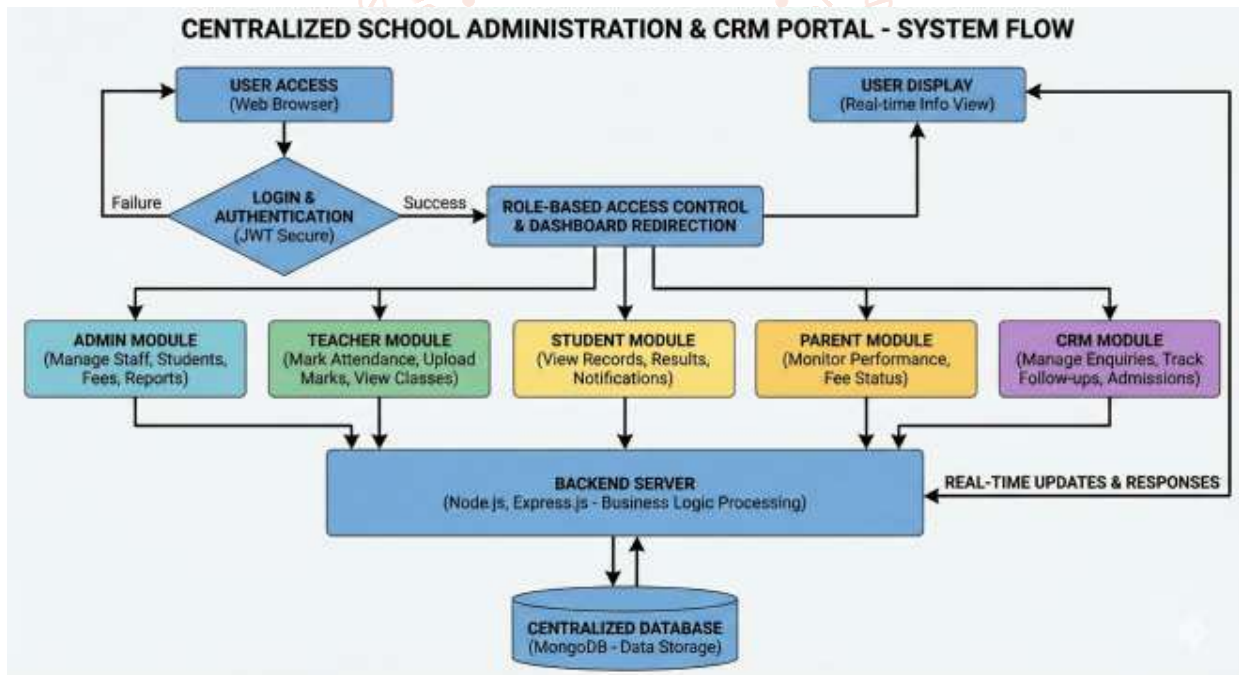 CENTRALIZED SCHOOL ADMINISTRATION & CRM PORTAL - SYSTEM FLOW
USER ACCESS
(Web Browser)
USER DISPLAY
(Real-time Info View)
Failure
LOGIN &
AUTHENTICATION
(JWT Secure)
Success
ROLE-BASED ACCESS CONTROL
& DASHBOARD REDIRECTION
ADMIN MODULE
(Manage Staff, Students,
Fees, Reports)
TEACHER MODULE
(Mark Attendance, Upload
Marks, View Classes)
STUDENT MODULE
(View Records, Results,
Notifications)
PARENT MODULE
(Monitor Performance,
Fee Status)
CRM MODULE
(Manage Enquiries, Track
Follow-ups, Admissions)
BACKEND SERVER
(Node.js, Express.js - Business Logic Processing)
REAL-TIME UPDATES & RESPONSES
CENTRALIZED DATABASE
(MongoDB - Data Storage)